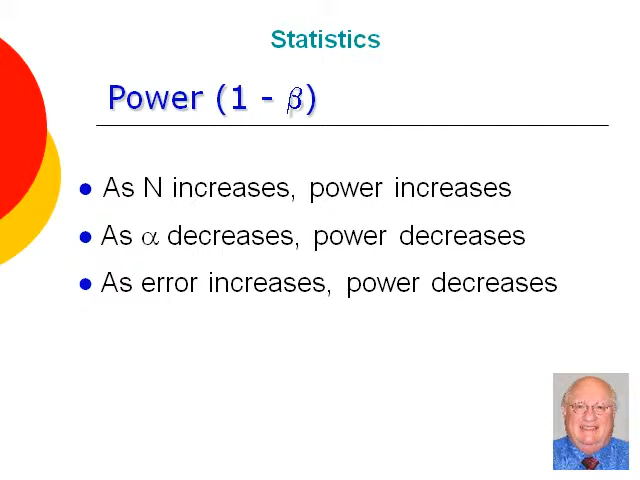 Statistics
Power (1 - β)
As N increases, power increases
As α decreases, power decreases
As error increases, power decreases